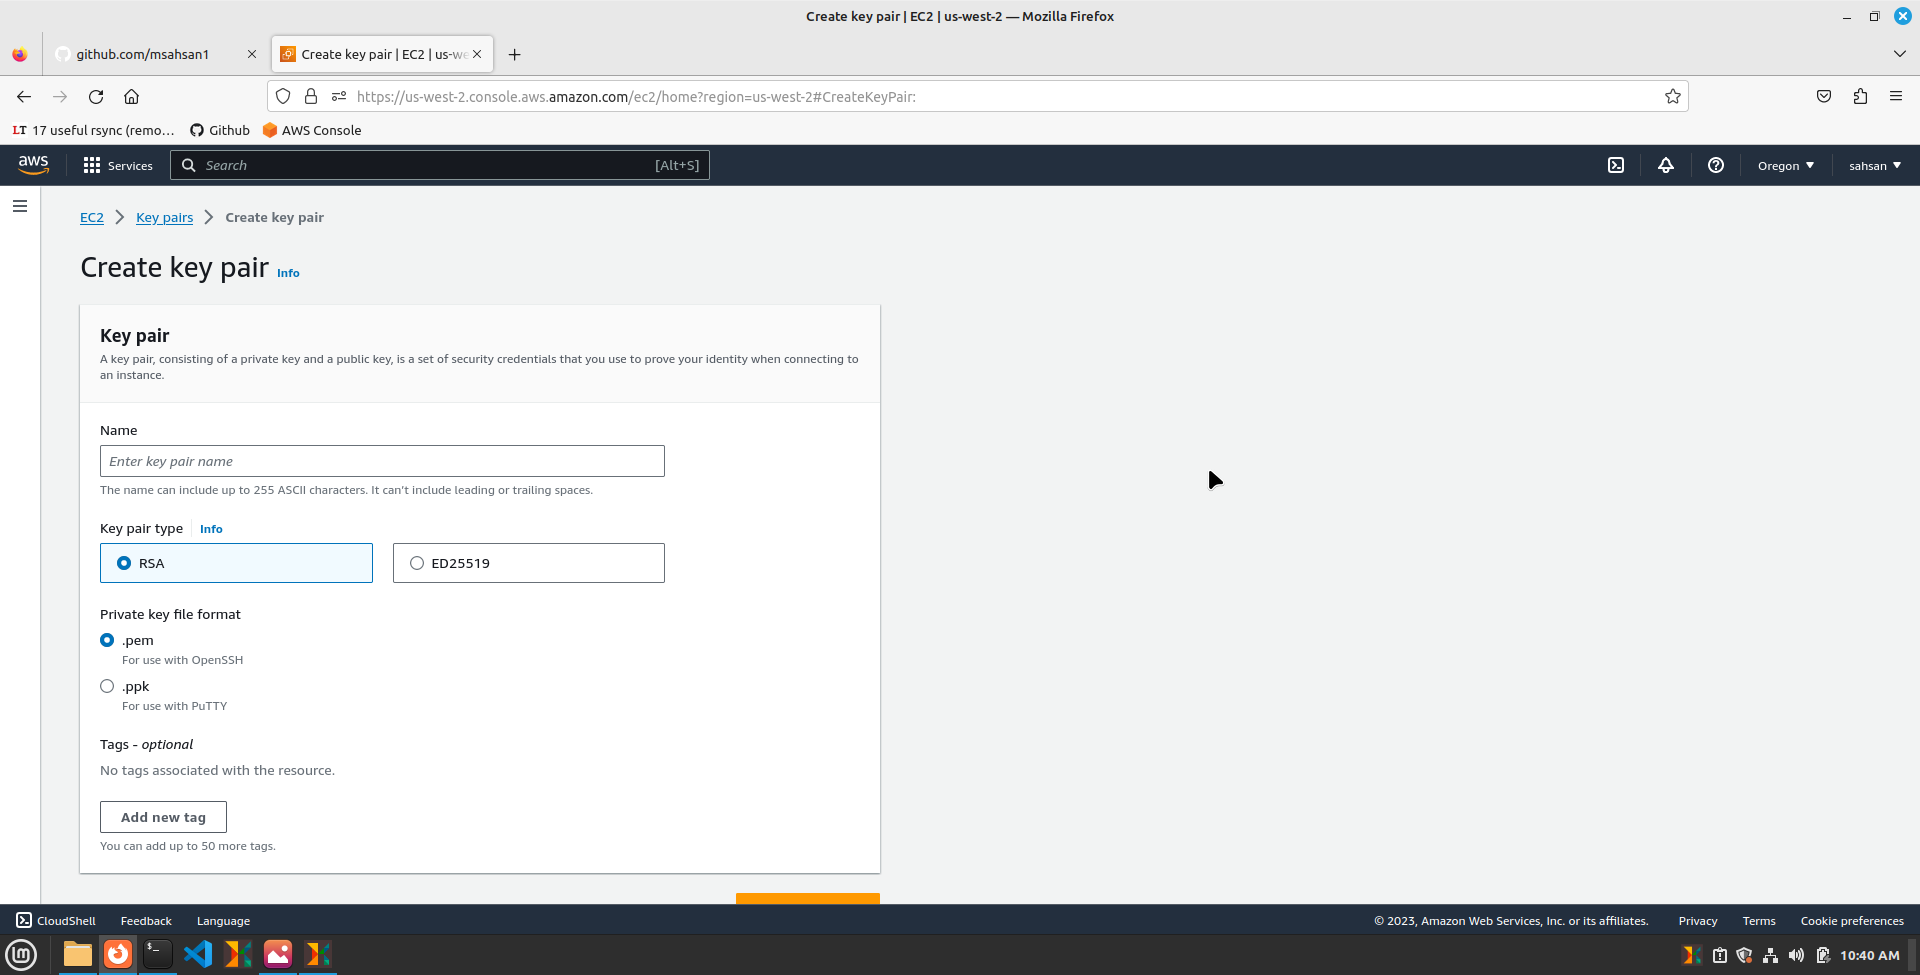 Create key pair | EC2 | us-west-2 — Mozilla Firefox
github.com/msahsan1
Create key pair | EC2 | us-we
https://us-west-2.console.aws.amazon.com/ec2/home?region=us-west-2#CreateKeyPair:
LT 17 useful rsync (remo…
Github
AWS Console
aws
Services
Search
[Alt+S]
Oregon
sahsan
EC2
Key pairs
Create key pair
Create key pair Info
Key pair
A key pair, consisting of a private key and a public key, is a set of security credentials that you use to prove your identity when connecting to
an instance.
Name
Enter key pair name
The name can include up to 255 ASCII characters. It can't include leading or trailing spaces.
Key pair type Info
RSA
ED25519
Private key file format
.pem
For use with OpenSSH
.ppk
For use with PuTTY
Tags - optional
No tags associated with the resource.
Add new tag
You can add up to 50 more tags.
CloudShell
Feedback
Language
© 2023, Amazon Web Services, Inc. or its affiliates.
Privacy
Terms
Cookie preferences
10:40 AM